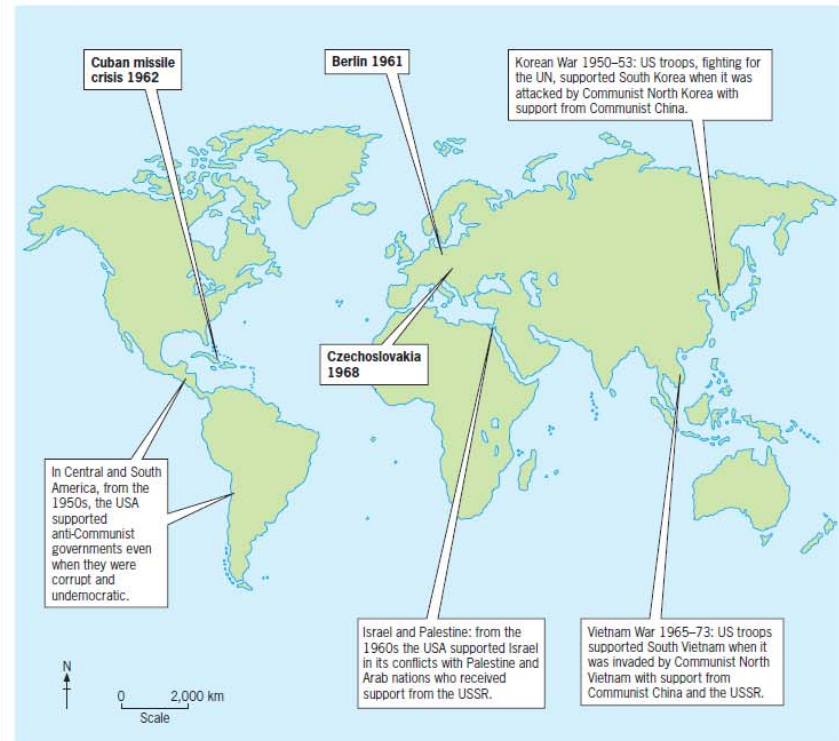 Cuban missile
crisis 1962
Berlin 1961
Korean War 1950–53: US troops, fighting for
the UN, supported South Korea when it was
attacked by Communist North Korea with
support from Communist China.
Czechoslovakia
1968
In Central and South
America, from the
1950s, the USA
supported
anti-Communist
governments even
when they were
corrupt and
undemocratic.
Israel and Palestine: from the
1960s the USA supported Israel
in its conflicts with Palestine and
Arab nations who received
support from the USSR.
Vietnam War 1965–73: US troops
supported South Vietnam when it
was invaded by Communist North
Vietnam with support from
Communist China and the USSR.
N
0 2,000 km
Scale